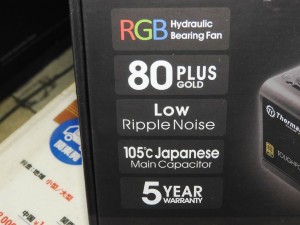 RGB Hydraulic
Bearing Fan
80 PLUS
GOLD
Low
Ripple Noise
105°C Japanese
Main Capacitor
5 YEAR
WARRANTY